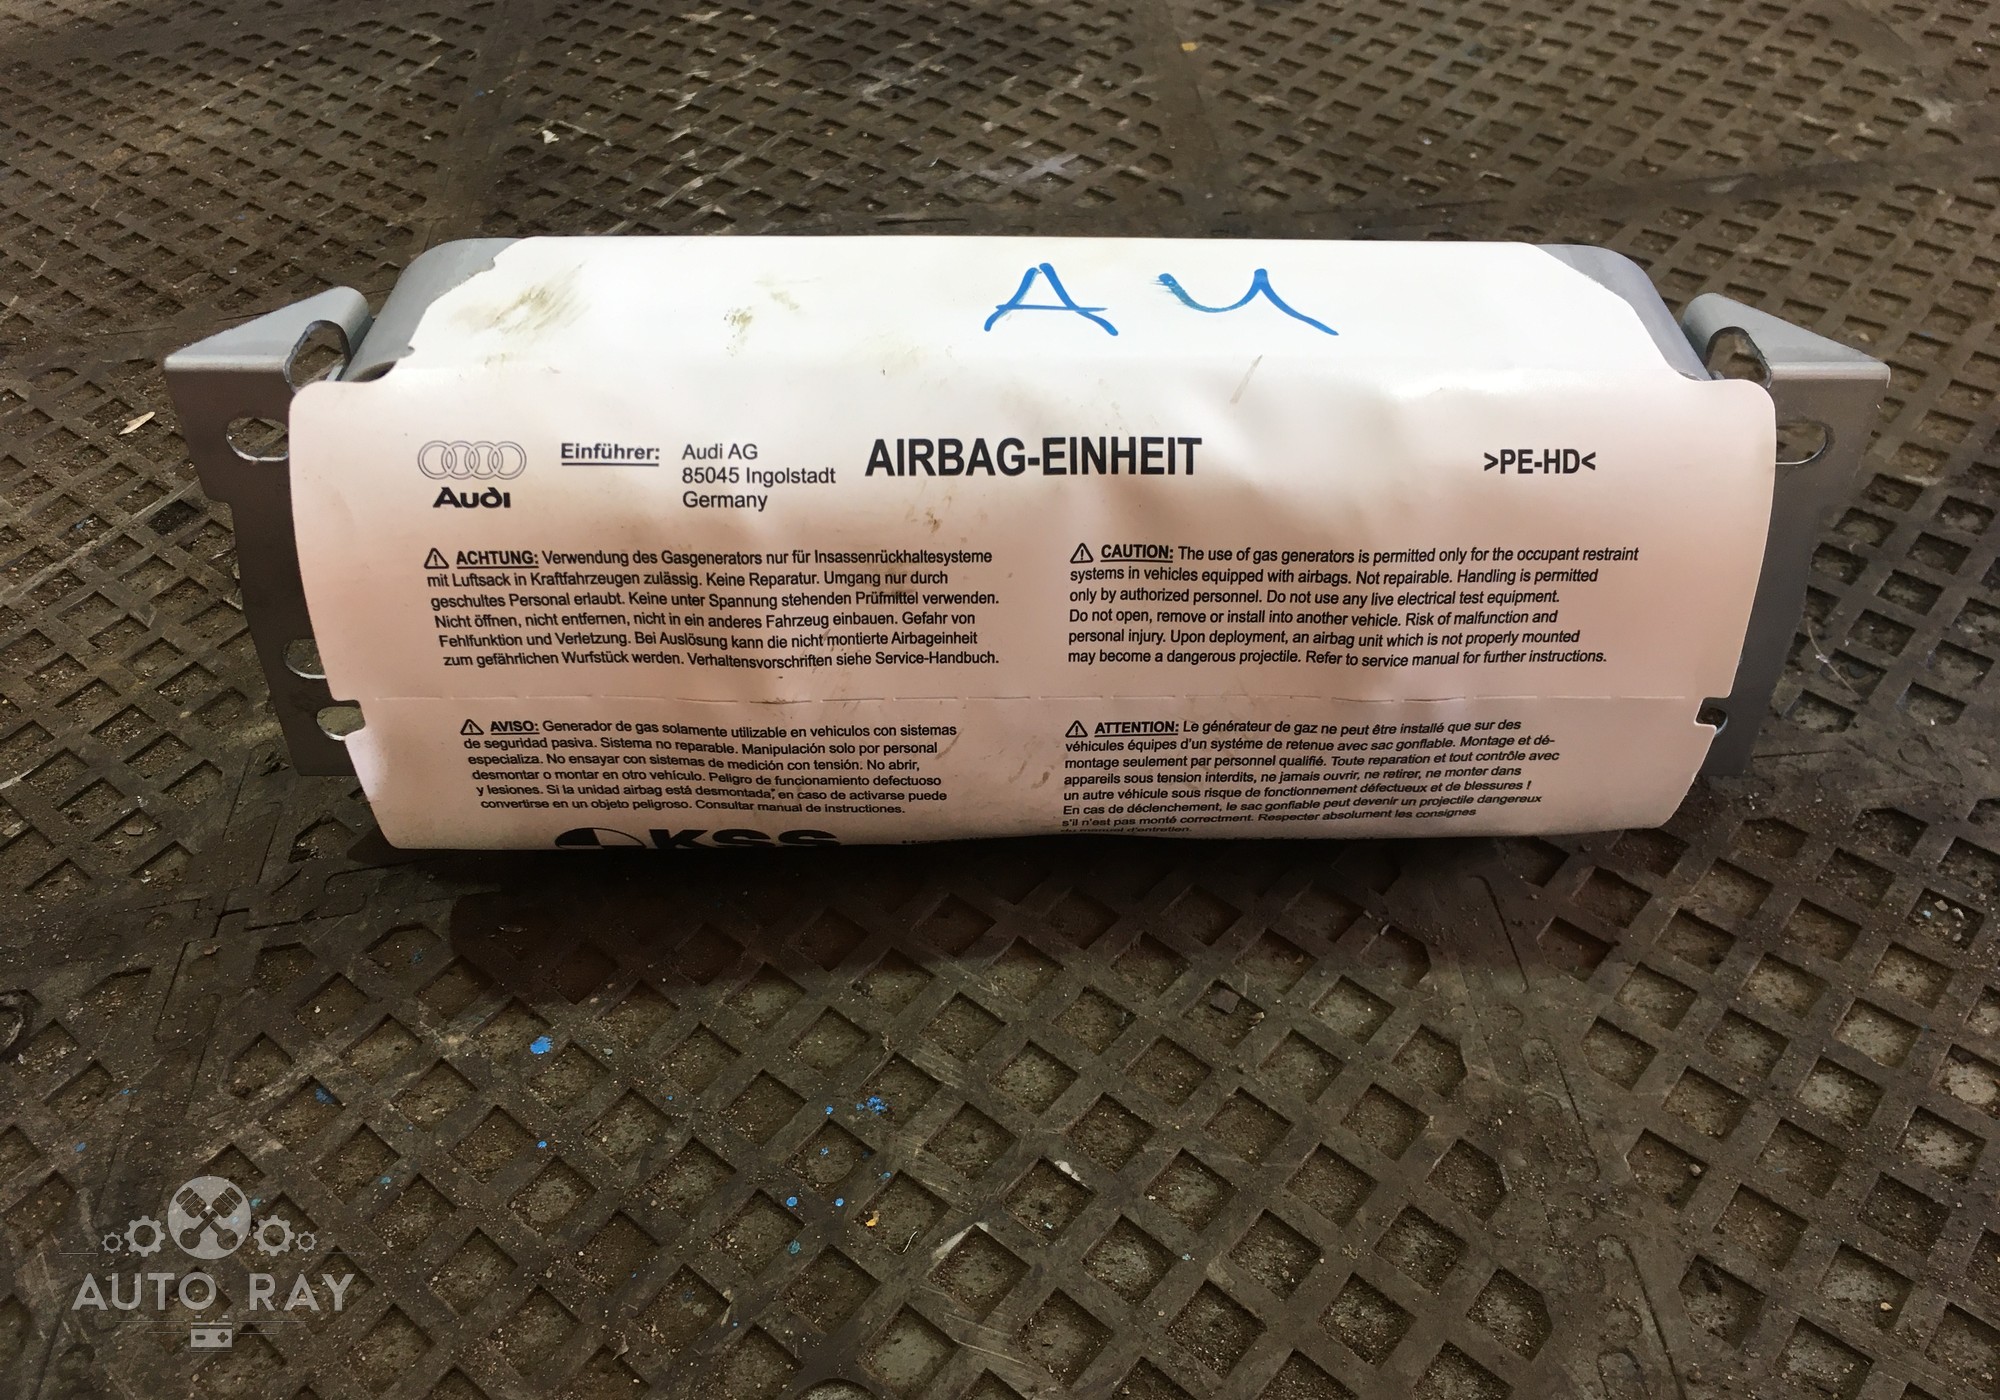 A Ч
Audi
Einführer: Audi AG
85045 Ingolstadt
Germany
AIRBAG-EINHEIT
>PE-HD<
ACHTUNG: Verwendung des Gasgenerators nur für Insassenrückhaltesysteme
mit Luftsack in Kraftfahrzeugen zulässig. Keine Reparatur. Umgang nur durch
geschultes Personal erlaubt. Keine unter Spannung stehenden Prüfmittel verwenden.
Nicht öffnen, nicht entfernen, nicht in ein anderes Fahrzeug einbauen. Gefahr von
Fehlfunktion und Verletzung. Bei Auslösung kann die nicht montierte Airbageinheit
zum gefährlichen Wurfstück werden. Verhaltensvorschriften siehe Service-Handbuch.
CAUTION: The use of gas generators is permitted only for the occupant restraint
systems in vehicles equipped with airbags. Not repairable. Handling is permitted
only by authorized personnel. Do not use any live electrical test equipment.
Do not open, remove or install into another vehicle. Risk of malfunction and
personal injury. Upon deployment, an airbag unit which is not properly mounted
may become a dangerous projectile. Refer to service manual for further instructions.
AVISO: Generador de gas solamente utilizable en vehiculos con sistemas
de seguridad pasiva. Sistema no reparable. Manipulación solo por personal
especializa. No ensayar con sistemas de medición con tensión. No abrir,
desmontar o montar en otro vehículo. Peligro de funcionamiento defectuoso
y lesiones. Si la unidad airbag está desmontada, en caso de activarse puede
convertirse en un objeto peligroso. Consultar manual de instructiones.
ATTENTION: Le générateur de gaz ne peut être installé que sur des
véhicules équipes d'un systéme de retenue avec sac gonflable. Montage et dé-
montage seulement par personnel qualifié. Toute reparation et tout contrôle avec
appareils sous tension interdits, ne jamais ouvrir, ne retirer, ne monter dans
un autre véhicule sous risque de fonctionnement défectueux et de blessures !
En cas de déclenchement, le sac gonflable peut devenir un projectile dangereux
s'il n'est pas monté correctment. Respecter absolument les consignes
du manual d'entretien.
KSS
AUTO RAY